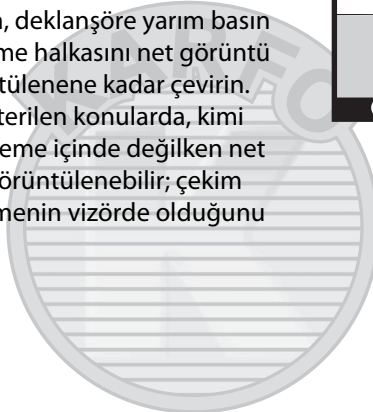 , deklanşöre yarım basın
me halkasını net görüntü
tülenene kadar çevirin.
terilen konularda, kimi
eme içinde değilken net
görüntülenebilir; çekim
menin vizörde olduğunu
KARFO